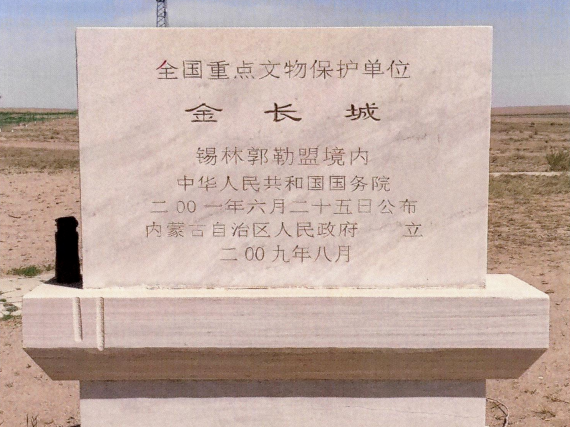 全国重点文物保护单位
金长城
锡林郭勒盟境内
中华人民共和国国务院
二00一年六月二十五日公布
内蒙古自治区人民政府 立
二00九年八月